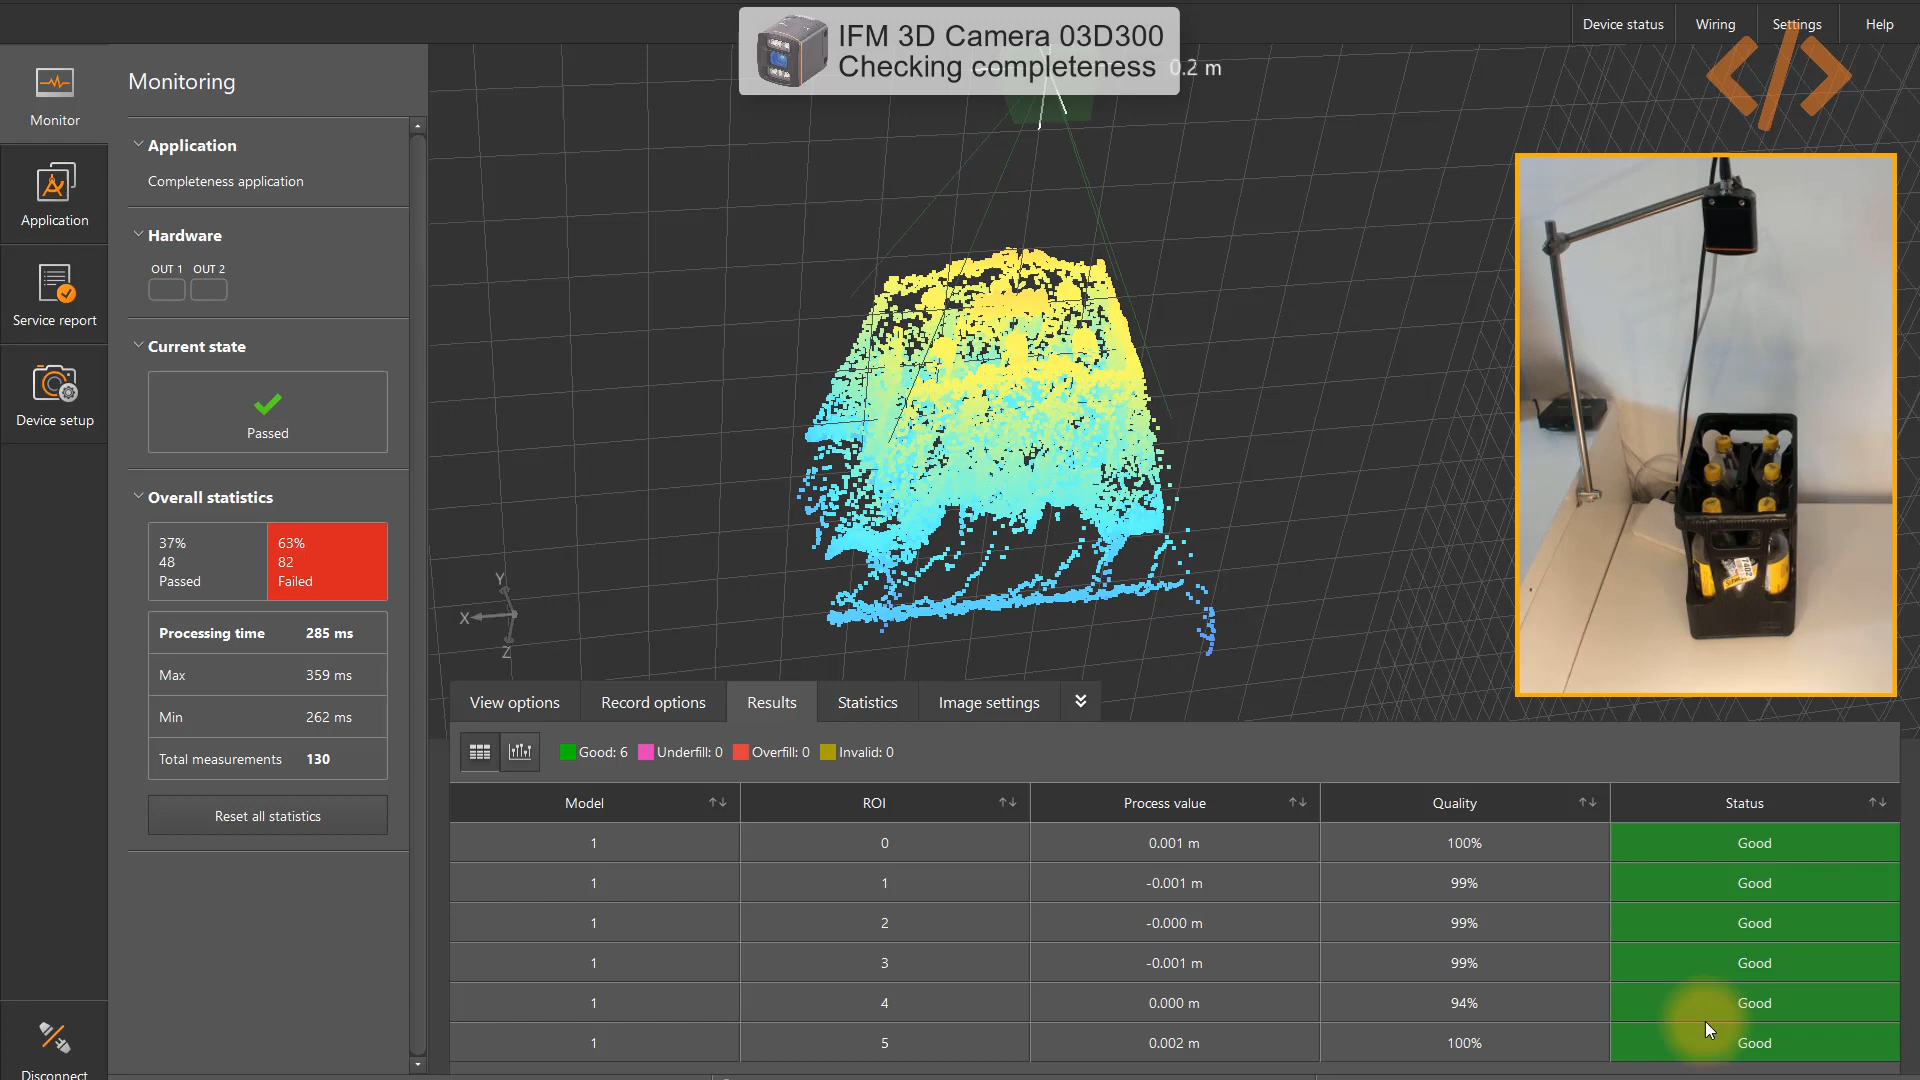 IFM 3D Camera 03D300
Checking completeness
0.2 m
Device status
Wiring
Settings
Help
Monitor
Application
Service report
Device setup
Disconnect
Monitoring
Application
Completeness application
Hardware
OUT 1 OUT 2
Current state
Passed
Overall statistics
37%
48
Passed
63%
82
Failed
Processing time 285 ms
Max 359 ms
Min 262 ms
Total measurements 130
Reset all statistics
Y
X
Z
View options
Record options
Results
Statistics
Image settings
Good: 6 Underfill: 0 Overfill: 0 Invalid: 0
Model ROI Process value Quality Status
1 0 0.001 m 100% Good
1 1 -0.001 m 99% Good
1 2 -0.000 m 99% Good
1 3 -0.001 m 99% Good
1 4 0.000 m 94% Good
1 5 0.002 m 100% Good